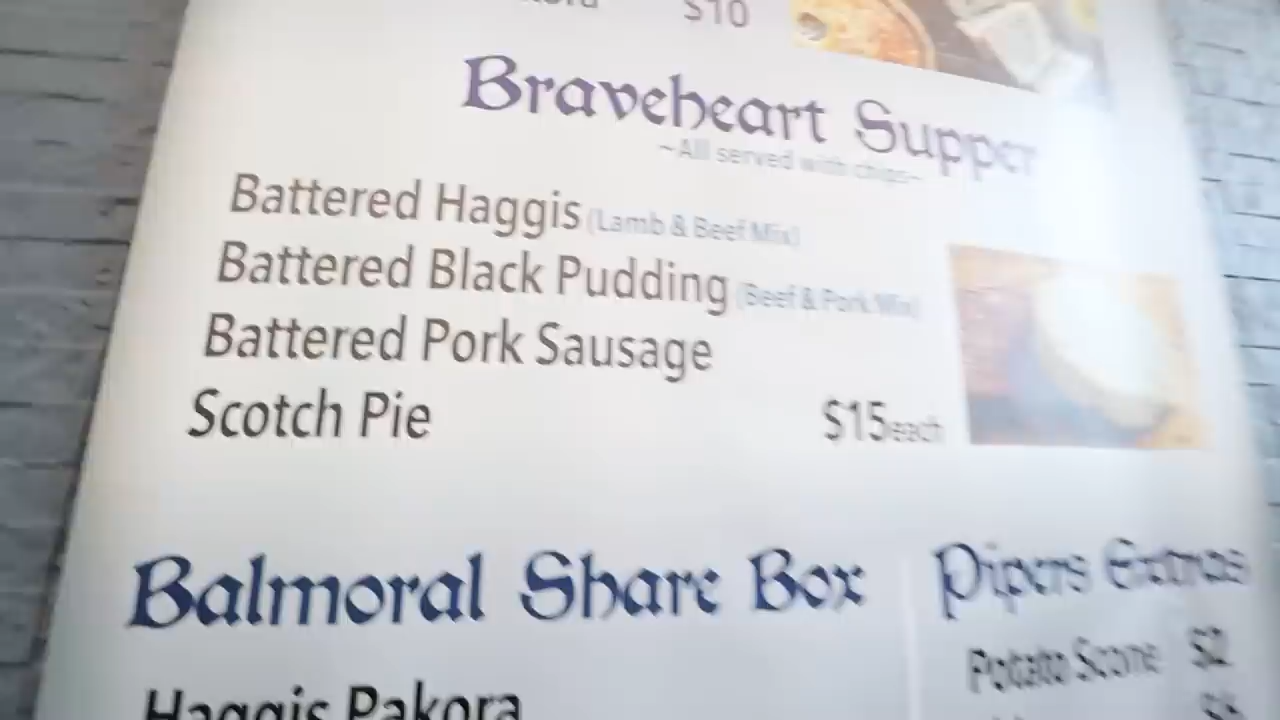 $10
Braveheart Supper
~All served with chips~
Battered Haggis (Lamb & Beef Mix)
Battered Black Pudding (Beef & Pork Mix)
Battered Pork Sausage
Scotch Pie $15each
Balmoral Share Box
Pipers Extras
Potato Scone $2
Haggis Pakora